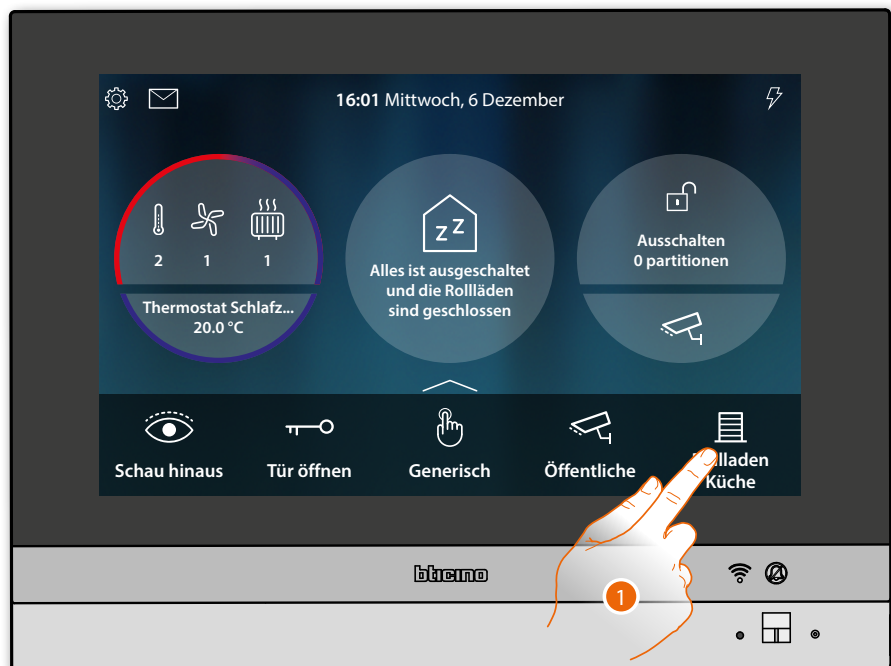 16:01 Mittwoch, 6 Dezember
2 1 1
Thermostat Schlafz...
20.0 °C
zz
Alles ist ausgeschaltet
und die Rollläden
sind geschlossen
Ausschalten
0 partitionen
Schau hinaus
Tür öffnen
Generisch
Öffentliche
Küche
bticino
1